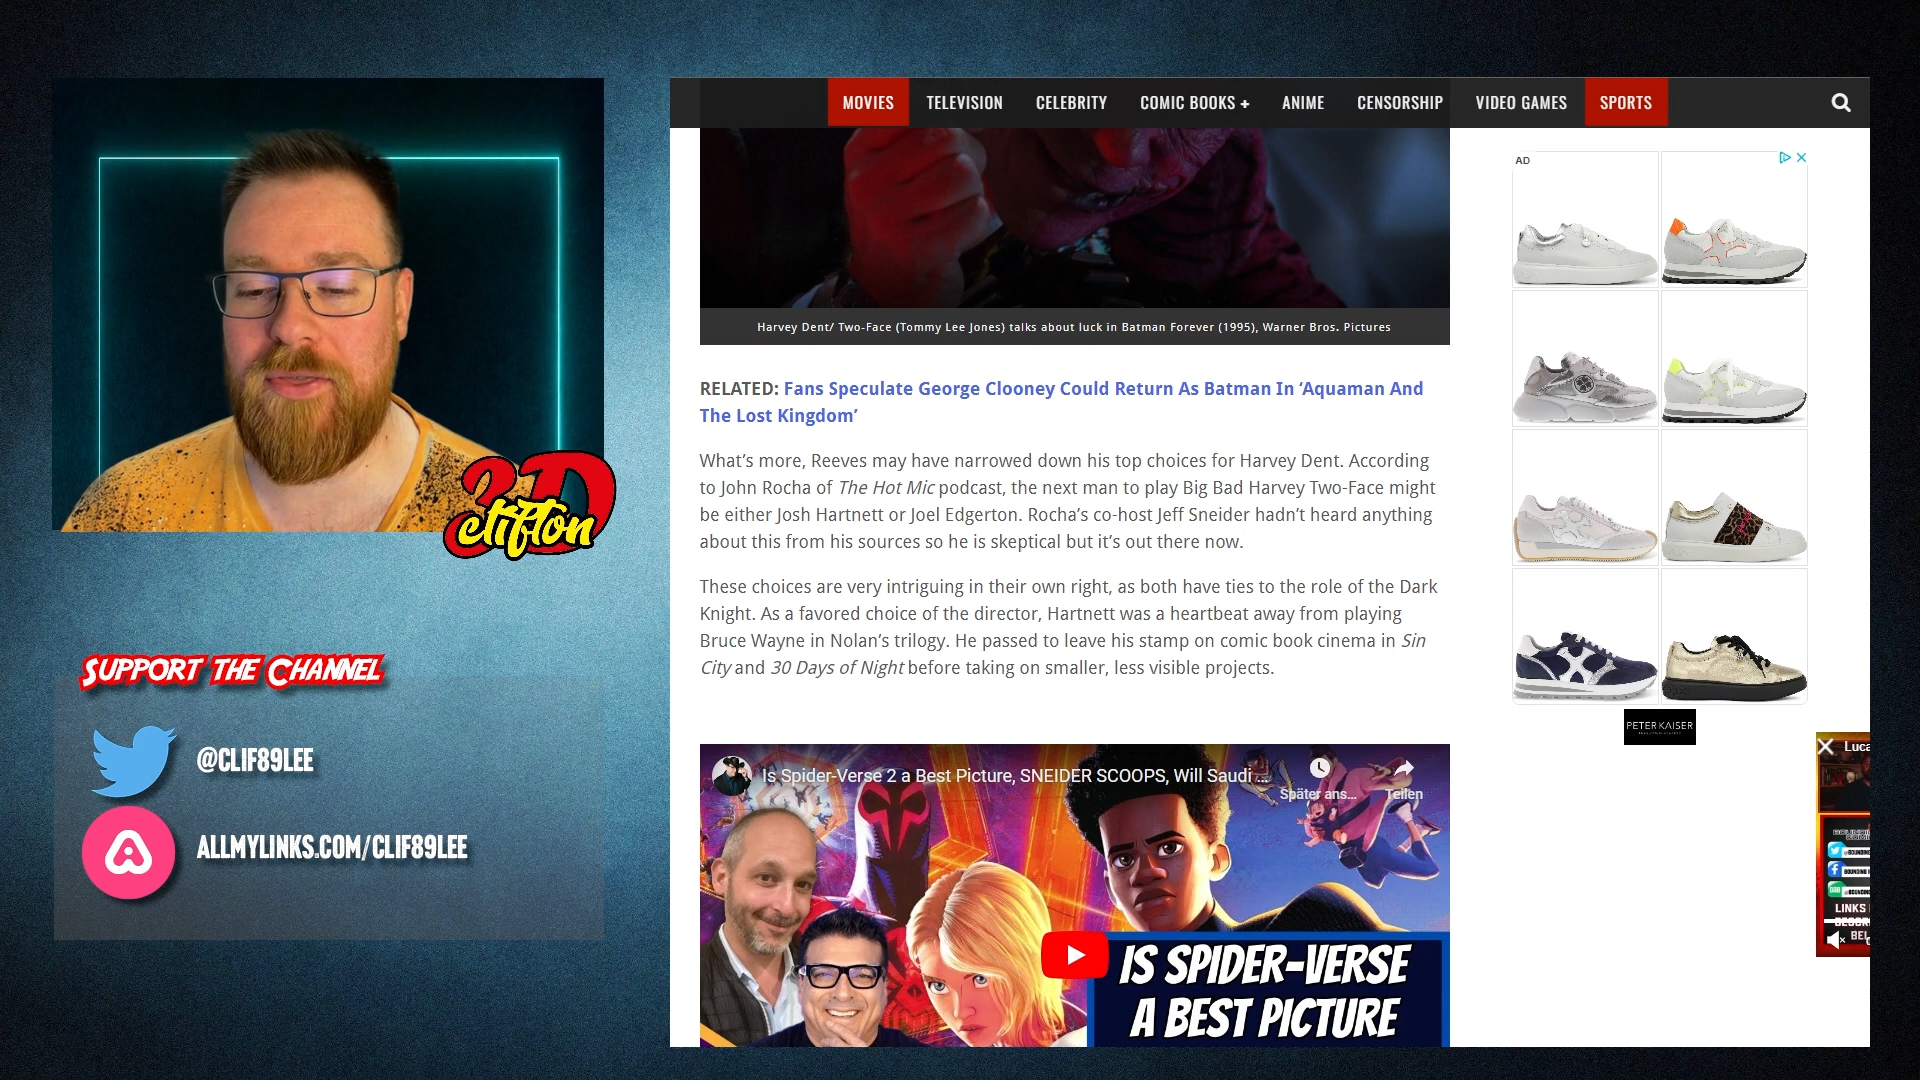 MOVIES TELEVISION CELEBRITY COMIC BOOKS + ANIME CENSORSHIP VIDEO GAMES SPORTS
AD
Harvey Dent/ Two-Face (Tommy Lee Jones) talks about luck in Batman Forever (1995), Warner Bros. Pictures
RELATED: Fans Speculate George Clooney Could Return As Batman In ‘Aquaman And
The Lost Kingdom’
What’s more, Reeves may have narrowed down his top choices for Harvey Dent. According
to John Rocha of The Hot Mic podcast, the next man to play Big Bad Harvey Two-Face might
be either Josh Hartnett or Joel Edgerton. Rocha’s co-host Jeff Sneider hadn’t heard anything
about this from his sources so he is skeptical but it’s out there now.
These choices are very intriguing in their own right, as both have ties to the role of the Dark
Knight. As a favored choice of the director, Hartnett was a heartbeat away from playing
Bruce Wayne in Nolan’s trilogy. He passed to leave his stamp on comic book cinema in Sin
City and 30 Days of Night before taking on smaller, less visible projects.
3D
clifton
SUPPORT THE CHANNEL
@CLIF89LEE
ALLMYLINKS.COM/CLIF89LEE
PETER KAISER
Is Spider-Verse 2 a Best Picture, SNEIDER SCOOPS, Will Saudi ...
Später ans...
Teilen
IS SPIDER-VERSE
A BEST PICTURE
Luca
LINKS